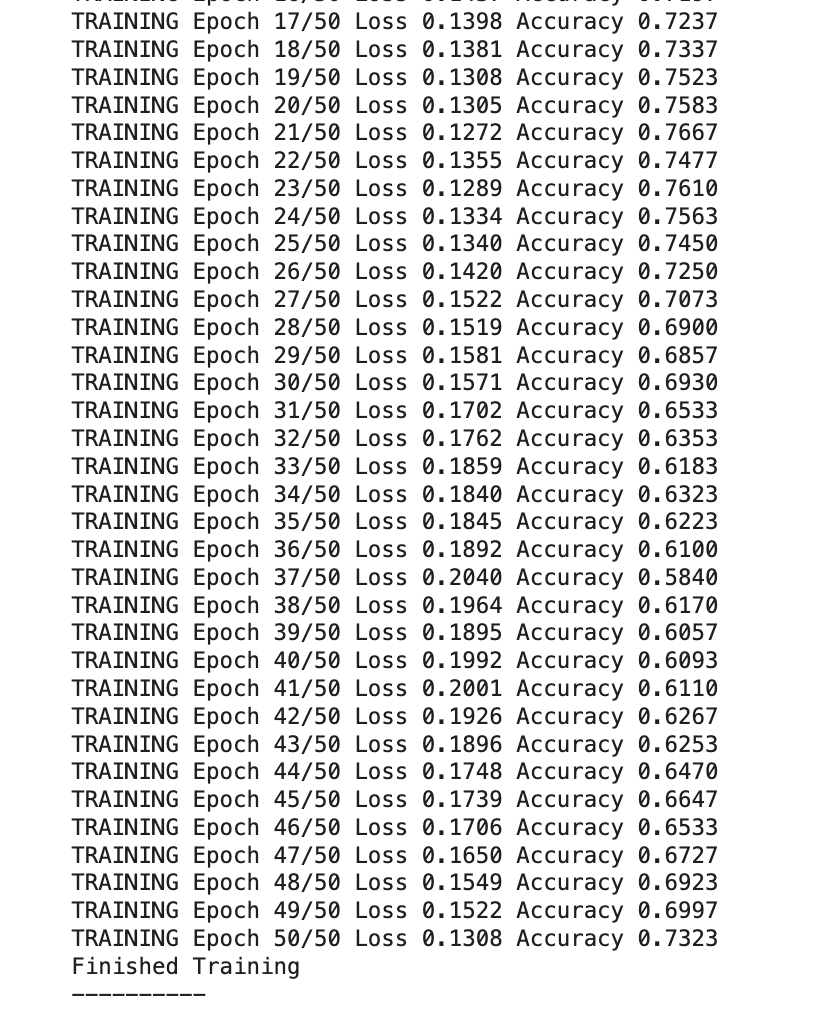 TRAINING Epoch 17/50 Loss 0.1398 Accuracy 0.7237
TRAINING Epoch 18/50 Loss 0.1381 Accuracy 0.7337
TRAINING Epoch 19/50 Loss 0.1308 Accuracy 0.7523
TRAINING Epoch 20/50 Loss 0.1305 Accuracy 0.7583
TRAINING Epoch 21/50 Loss 0.1272 Accuracy 0.7667
TRAINING Epoch 22/50 Loss 0.1355 Accuracy 0.7477
TRAINING Epoch 23/50 Loss 0.1289 Accuracy 0.7610
TRAINING Epoch 24/50 Loss 0.1334 Accuracy 0.7563
TRAINING Epoch 25/50 Loss 0.1340 Accuracy 0.7450
TRAINING Epoch 26/50 Loss 0.1420 Accuracy 0.7250
TRAINING Epoch 27/50 Loss 0.1522 Accuracy 0.7073
TRAINING Epoch 28/50 Loss 0.1519 Accuracy 0.6900
TRAINING Epoch 29/50 Loss 0.1581 Accuracy 0.6857
TRAINING Epoch 30/50 Loss 0.1571 Accuracy 0.6930
TRAINING Epoch 31/50 Loss 0.1702 Accuracy 0.6533
TRAINING Epoch 32/50 Loss 0.1762 Accuracy 0.6353
TRAINING Epoch 33/50 Loss 0.1859 Accuracy 0.6183
TRAINING Epoch 34/50 Loss 0.1840 Accuracy 0.6323
TRAINING Epoch 35/50 Loss 0.1845 Accuracy 0.6223
TRAINING Epoch 36/50 Loss 0.1892 Accuracy 0.6100
TRAINING Epoch 37/50 Loss 0.2040 Accuracy 0.5840
TRAINING Epoch 38/50 Loss 0.1964 Accuracy 0.6170
TRAINING Epoch 39/50 Loss 0.1895 Accuracy 0.6057
TRAINING Epoch 40/50 Loss 0.1992 Accuracy 0.6093
TRAINING Epoch 41/50 Loss 0.2001 Accuracy 0.6110
TRAINING Epoch 42/50 Loss 0.1926 Accuracy 0.6267
TRAINING Epoch 43/50 Loss 0.1896 Accuracy 0.6253
TRAINING Epoch 44/50 Loss 0.1748 Accuracy 0.6470
TRAINING Epoch 45/50 Loss 0.1739 Accuracy 0.6647
TRAINING Epoch 46/50 Loss 0.1706 Accuracy 0.6533
TRAINING Epoch 47/50 Loss 0.1650 Accuracy 0.6727
TRAINING Epoch 48/50 Loss 0.1549 Accuracy 0.6923
TRAINING Epoch 49/50 Loss 0.1522 Accuracy 0.6997
TRAINING Epoch 50/50 Loss 0.1308 Accuracy 0.7323
Finished Training
----------